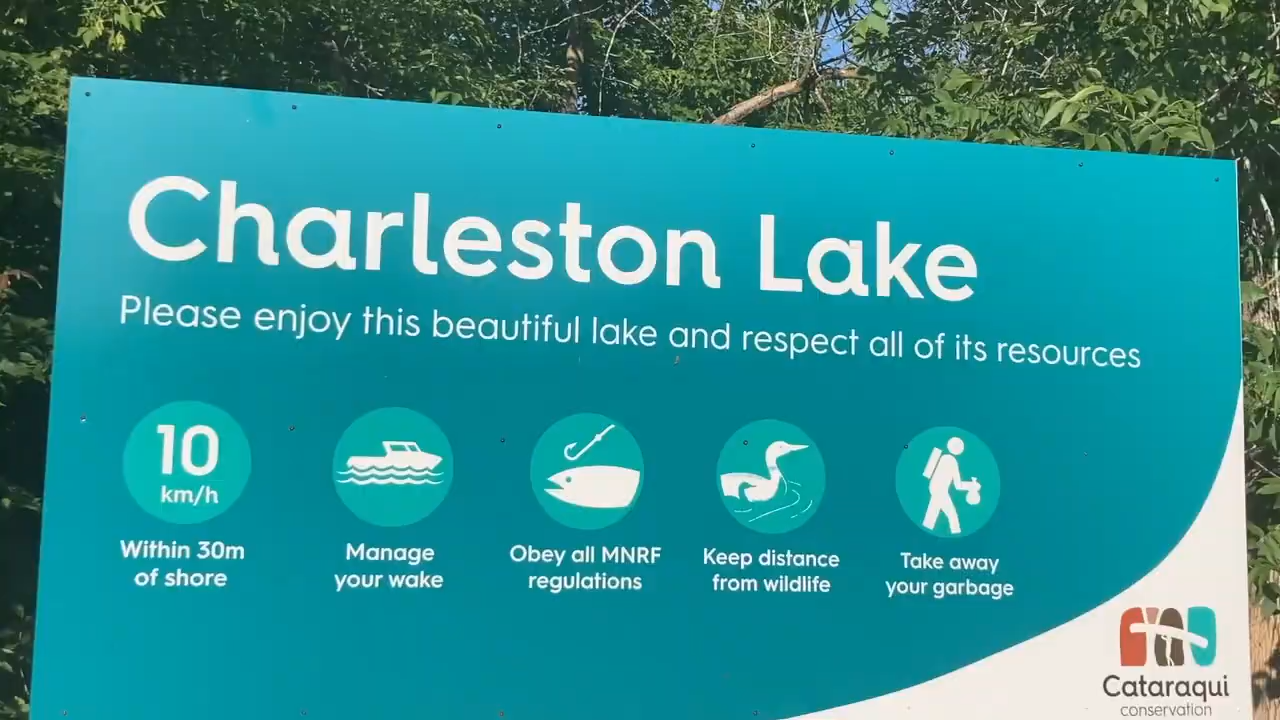 Charleston Lake
Please enjoy this beautiful lake and respect all of its resources
10
km/h
Within 30m
of shore
Manage
your wake
Obey all MNRF
regulations
Keep distance
from wildlife
Take away
your garbage
Cataraqui
conservation